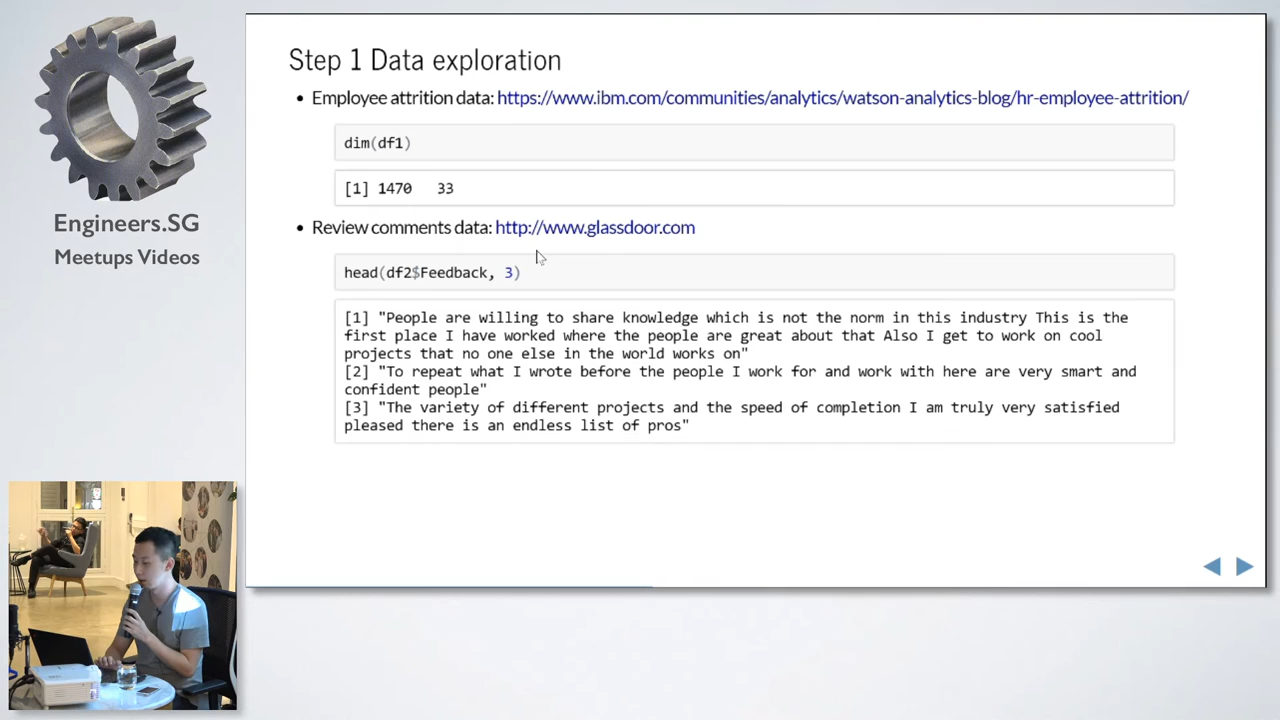 Engineers.SG
Meetups Videos
Step 1 Data exploration
• Employee attrition data: https://www.ibm.com/communities/analytics/watson-analytics-blog/hr-employee-attrition/
dim(df1)
[1] 1470 33
• Review comments data: http://www.glassdoor.com
head(df2$Feedback, 3)
[1] "People are willing to share knowledge which is not the norm in this industry This is the
first place I have worked where the people are great about that Also I get to work on cool
projects that no one else in the world works on"
[2] "To repeat what I wrote before the people I work for and work with here are very smart and
confident people"
[3] "The variety of different projects and the speed of completion I am truly very satisfied
pleased there is an endless list of pros"